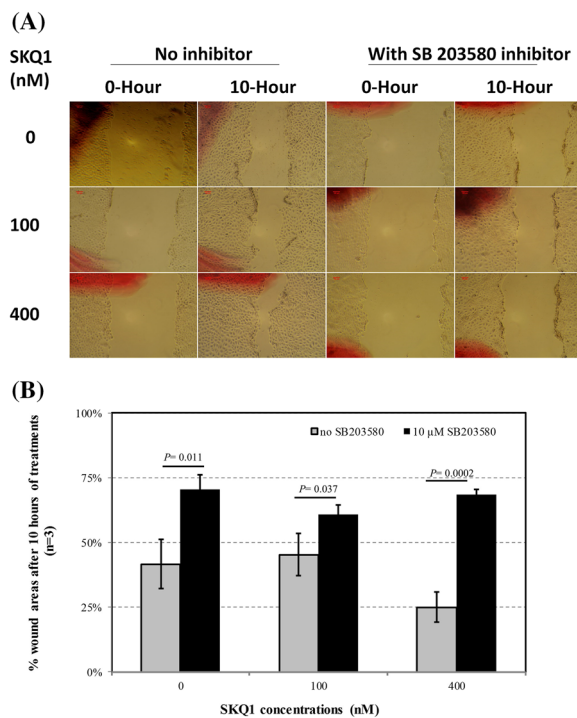 (A)
SKQ1
(nM)
No inhibitor
With SB 203580 inhibitor
0-Hour
10-Hour
0-Hour
10-Hour
0
100
400
(B)
% wound areas after 10 hours of treatments
(n=3)
100%
75%
50%
25%
0%
no SB203580
10 µM SB203580
P= 0.011
P= 0.037
P= 0.0002
0
100
400
SKQ1 concentrations (nM)